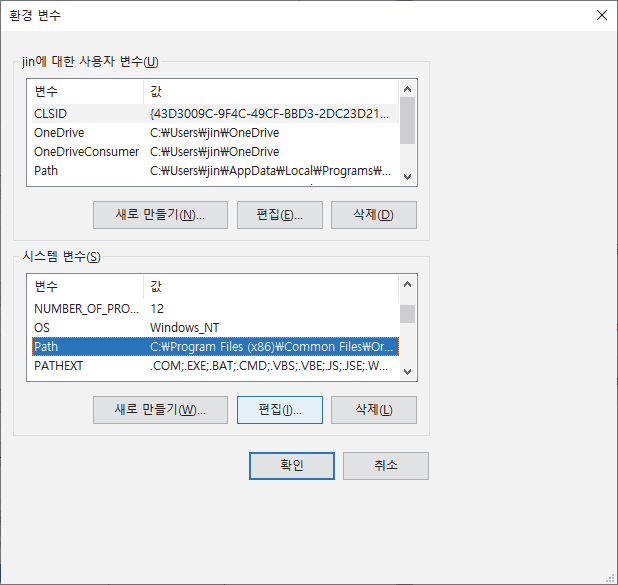 환경 변수
jin에 대한 사용자 변수(U)
변수 값
CLSID {43D3009C-9F4C-49CF-BBD3-2DC23D21...
OneDrive C:₩Users₩jin₩OneDrive
OneDriveConsumer C:₩Users₩jin₩OneDrive
Path C:₩Users₩jin₩AppData₩Local₩Programs₩...
새로 만들기(N)... 편집(E)... 삭제(D)
시스템 변수(S)
변수 값
NUMBER_OF_PRO... 12
OS Windows_NT
Path C:₩Program Files (x86)₩Common Files₩Or...
PATHEXT .COM;.EXE;.BAT;.CMD;.VBS;.VBE;.JS;.JSE;.W...
새로 만들기(W)... 편집(I)... 삭제(L)
확인 취소